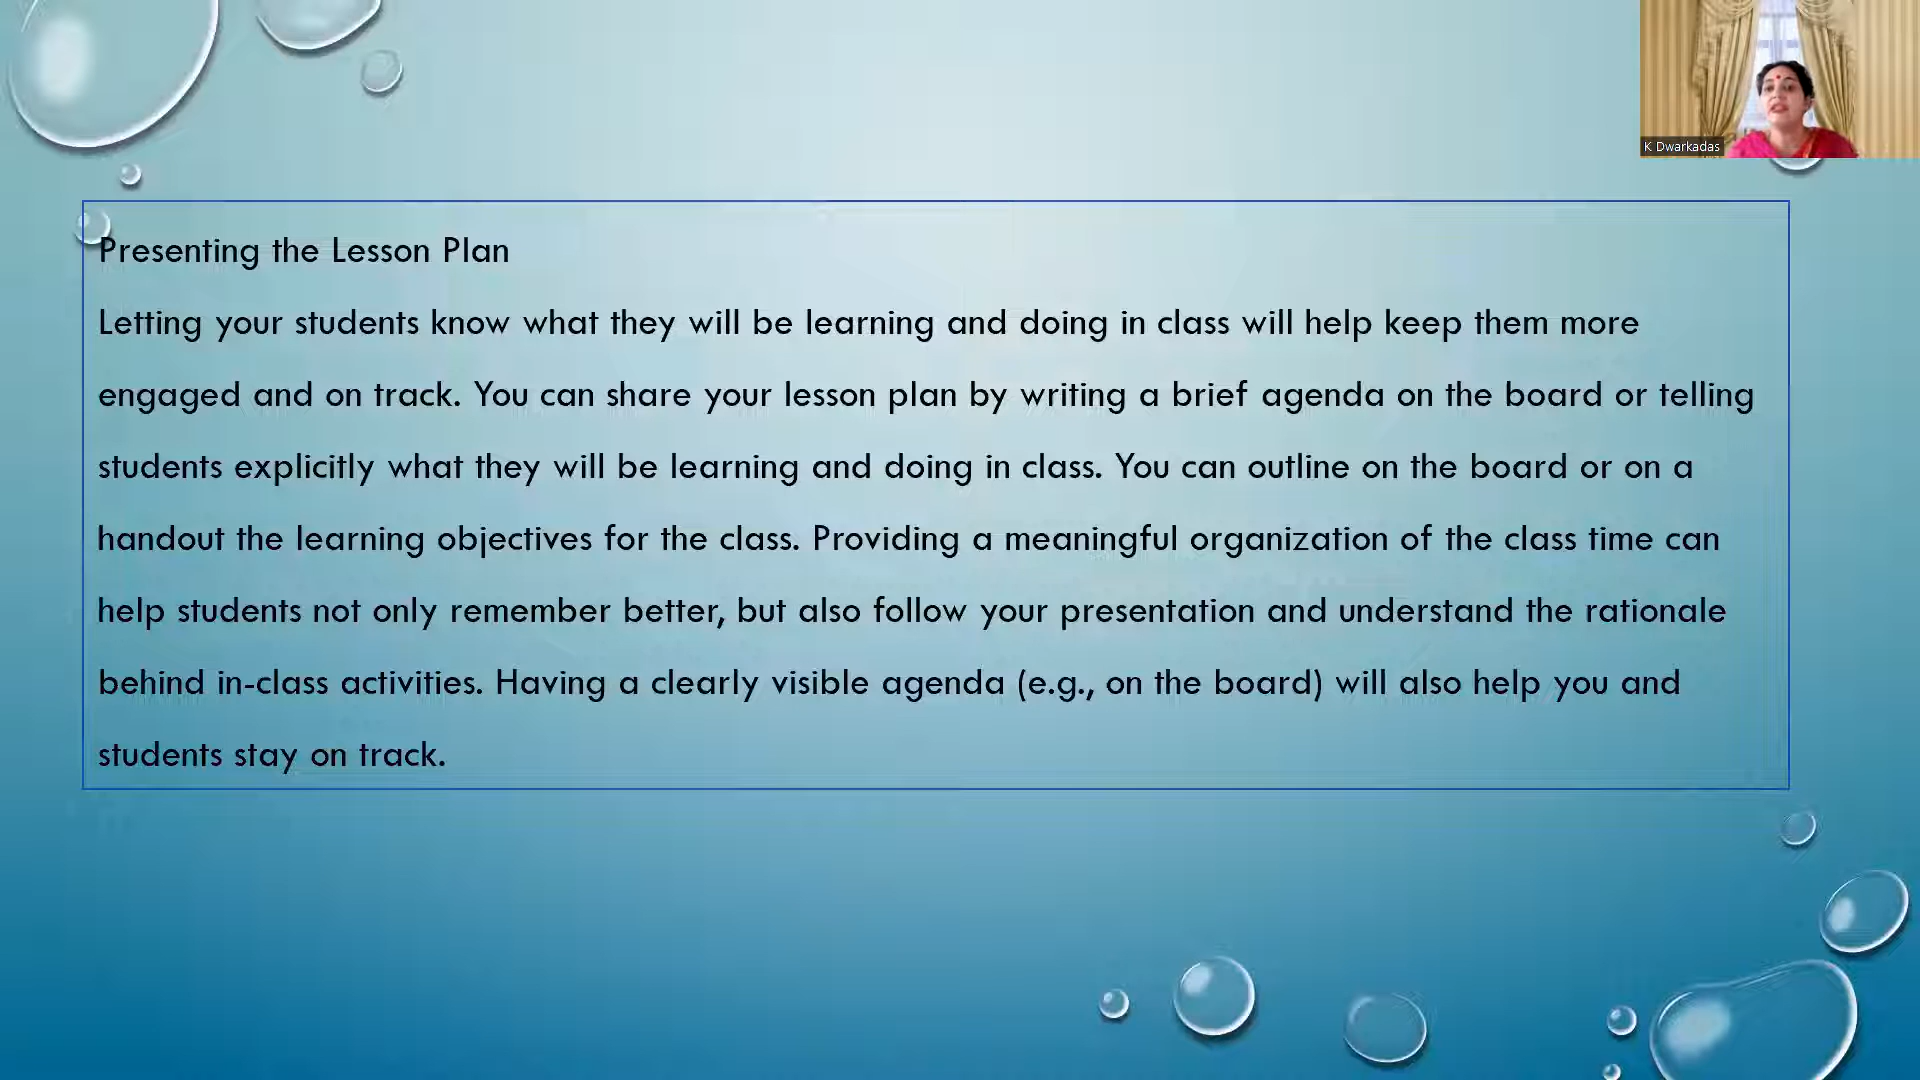 K Dwarkadas
Presenting the Lesson Plan
Letting your students know what they will be learning and doing in class will help keep them more
engaged and on track. You can share your lesson plan by writing a brief agenda on the board or telling
students explicitly what they will be learning and doing in class. You can outline on the board or on a
handout the learning objectives for the class. Providing a meaningful organization of the class time can
help students not only remember better, but also follow your presentation and understand the rationale
behind in-class activities. Having a clearly visible agenda (e.g., on the board) will also help you and
students stay on track.